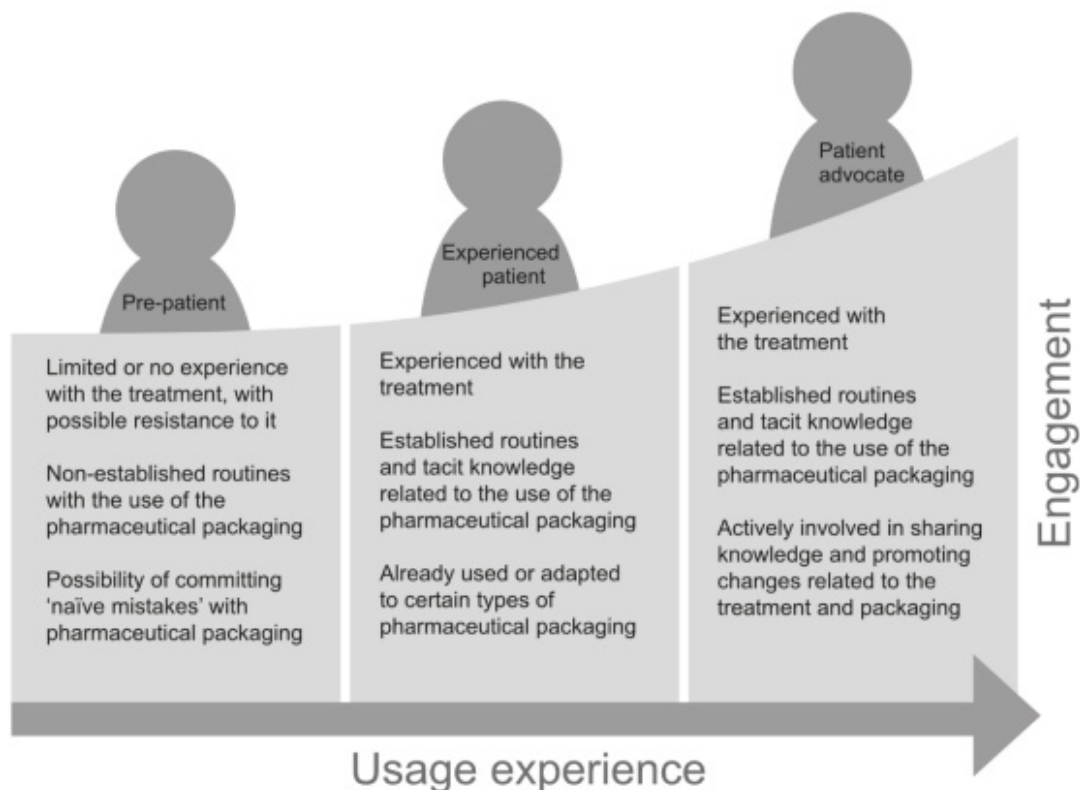 Pre-patient
Limited or no experience
with the treatment, with
possible resistance to it
Non-established routines
with the use of the
pharmaceutical packaging
Possibility of committing
‘naïve mistakes’ with
pharmaceutical packaging
Experienced
patient
Experienced with the
treatment
Established routines
and tacit knowledge
related to the use of the
pharmaceutical packaging
Already used or adapted
to certain types of
pharmaceutical packaging
Patient
advocate
Experienced with
the treatment
Established routines
and tacit knowledge
related to the use of the
pharmaceutical packaging
Actively involved in sharing
knowledge and promoting
changes related to the
treatment and packaging
Engagement
Usage experience